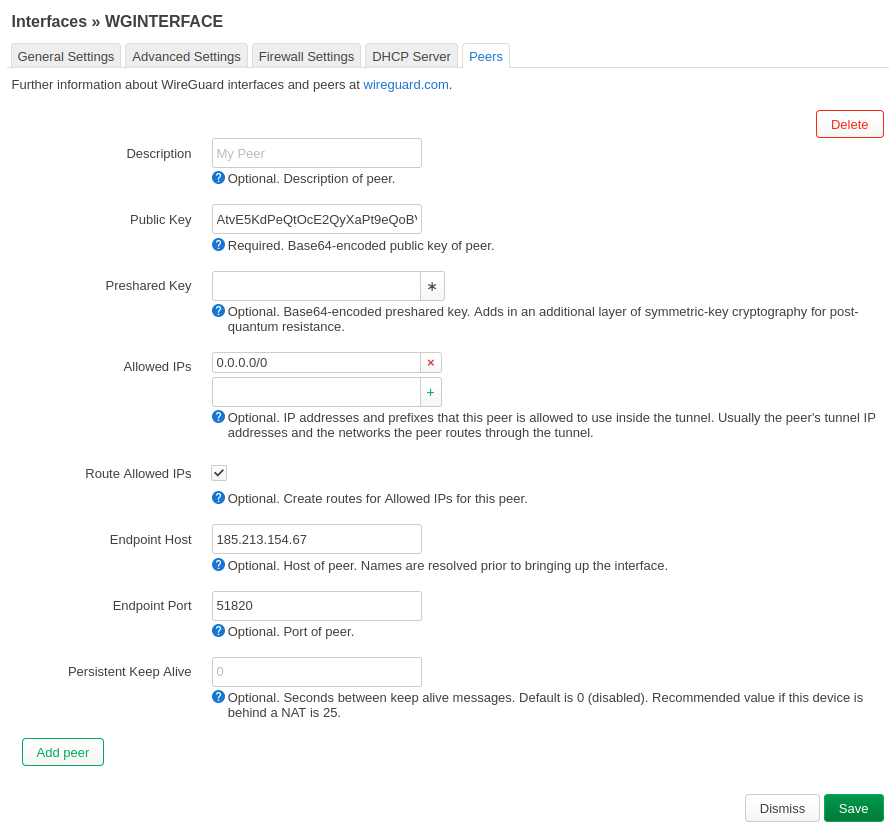 Interfaces » WGINTERFACE
General Settings Advanced Settings Firewall Settings DHCP Server Peers
Further information about WireGuard interfaces and peers at wireguard.com.
Delete
Description My Peer
Optional. Description of peer.
Public Key AtvE5KdPeQtOcE2QyXaPt9eQoBV
Required. Base64-encoded public key of peer.
Preshared Key *
Optional. Base64-encoded preshared key. Adds in an additional layer of symmetric-key cryptography for post-
quantum resistance.
Allowed IPs 0.0.0.0/0 ×
+
Optional. IP addresses and prefixes that this peer is allowed to use inside the tunnel. Usually the peer's tunnel IP
addresses and the networks the peer routes through the tunnel.
Route Allowed IPs
Optional. Create routes for Allowed IPs for this peer.
Endpoint Host 185.213.154.67
Optional. Host of peer. Names are resolved prior to bringing up the interface.
Endpoint Port 51820
Optional. Port of peer.
Persistent Keep Alive 0
Optional. Seconds between keep alive messages. Default is 0 (disabled). Recommended value if this device is
behind a NAT is 25.
Add peer
Dismiss Save